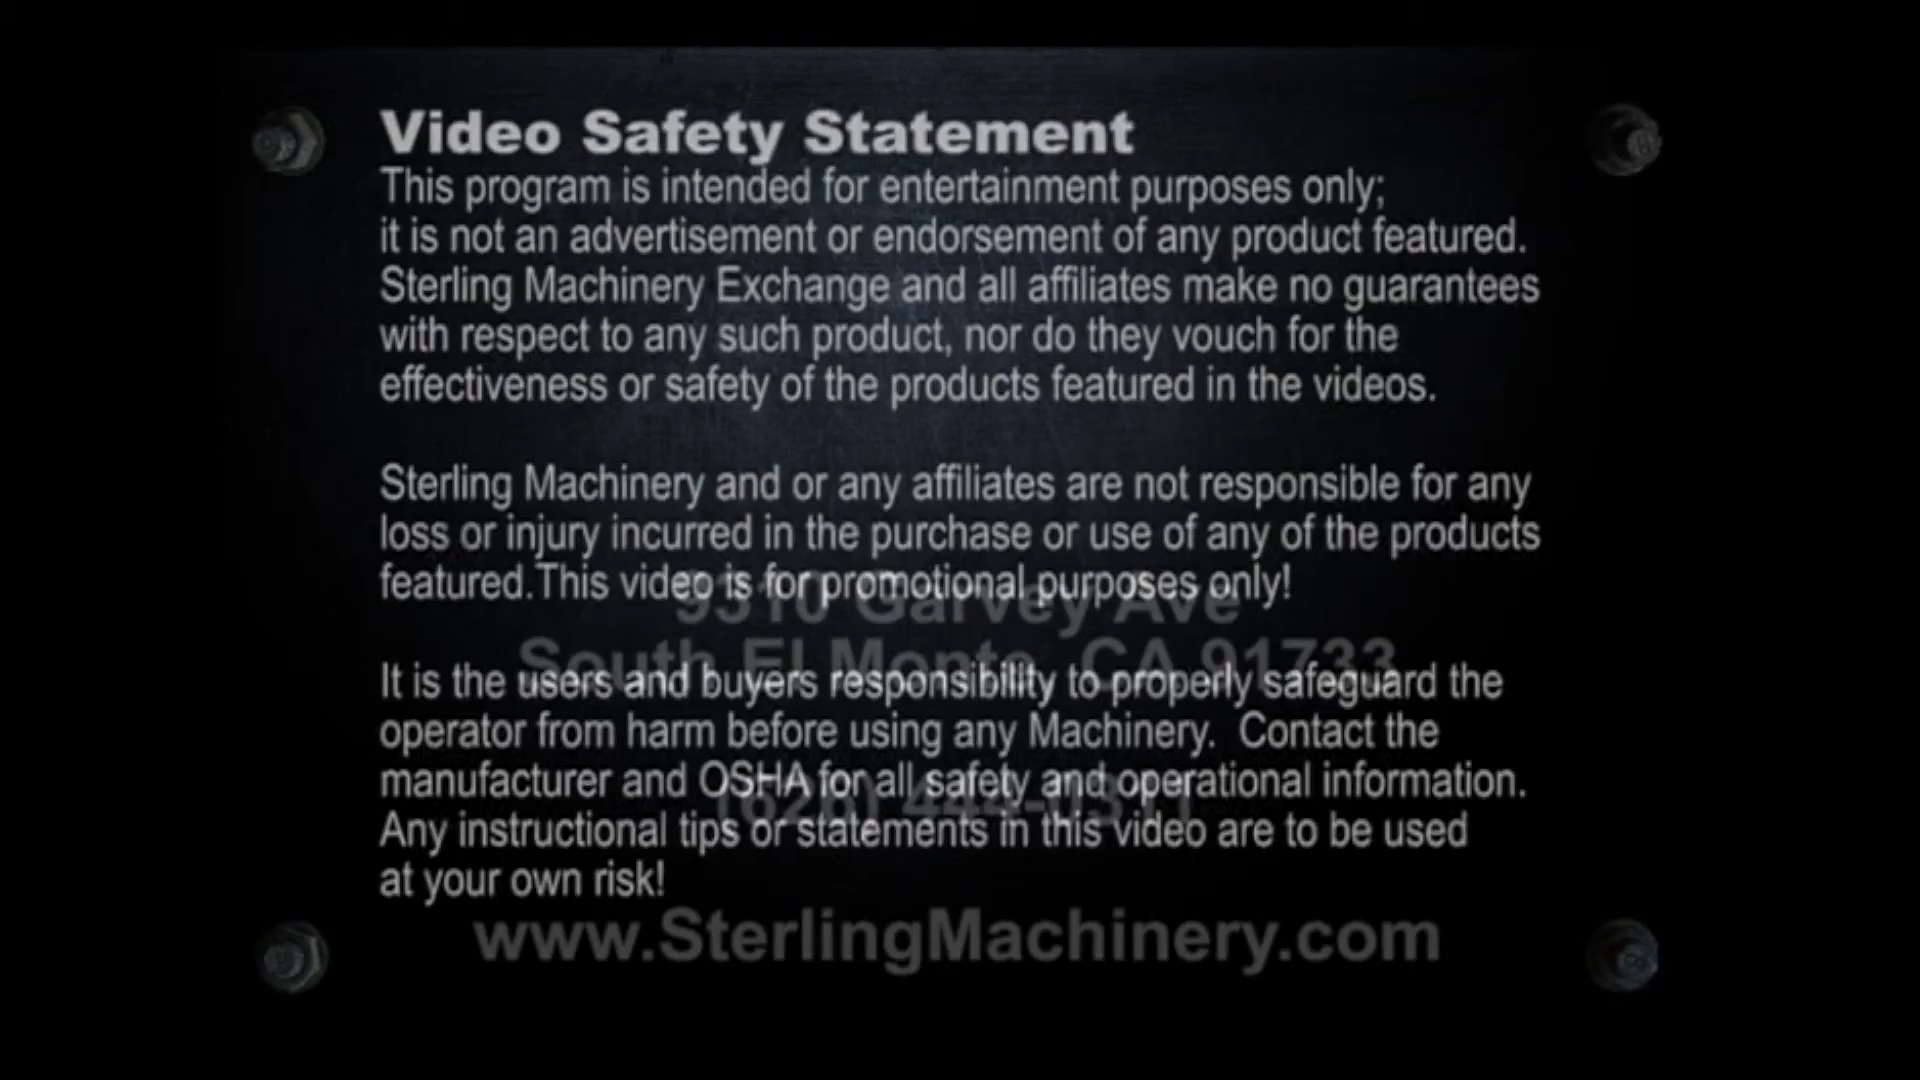 Video Safety Statement
This program is intended for entertainment purposes only;
it is not an advertisement or endorsement of any product featured.
Sterling Machinery Exchange and all affiliates make no guarantees
with respect to any such product, nor do they vouch for the
effectiveness or safety of the products featured in the videos.
Sterling Machinery and or any affiliates are not responsible for any
loss or injury incurred in the purchase or use of any of the products
featured.This video is for promotional purposes only!
9310 Garvey Ave
South El Monte, CA 91733
It is the users and buyers responsibility to properly safeguard the
operator from harm before using any Machinery. Contact the
manufacturer and OSHA for all safety and operational information.
(626) 444-0311
Any instructional tips or statements in this video are to be used
at your own risk!
www.SterlingMachinery.com